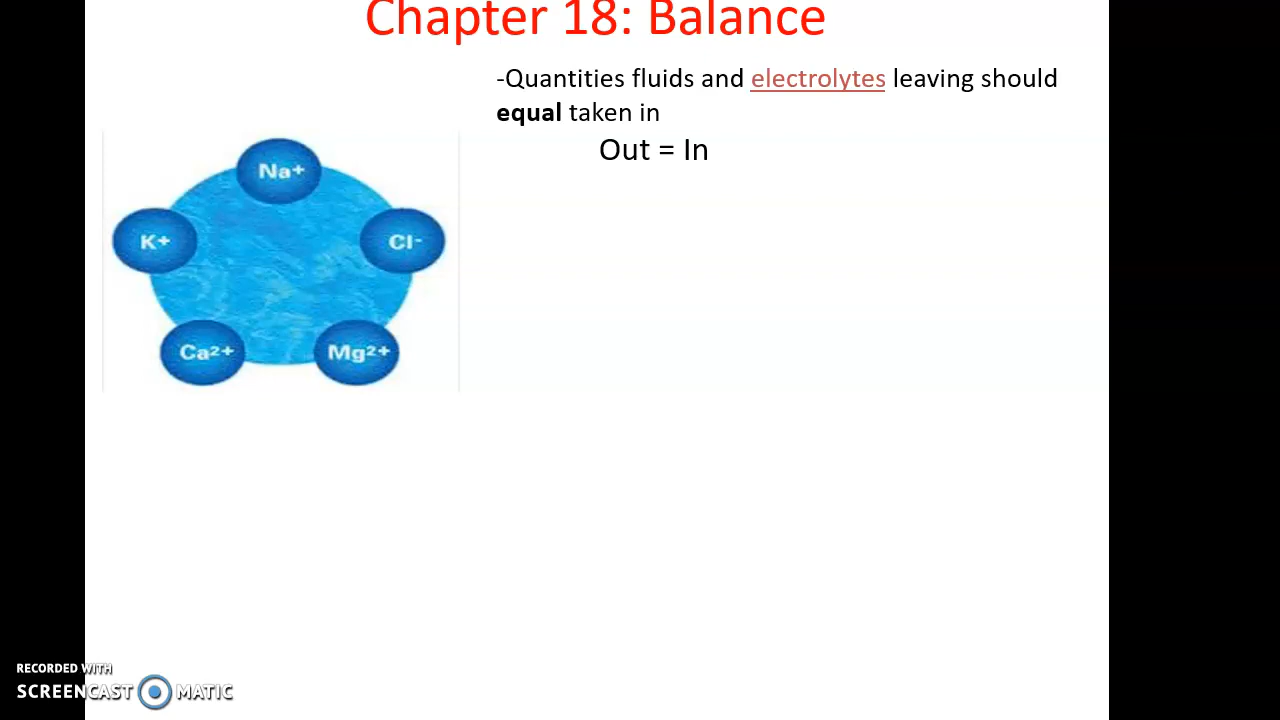 Chapter 18: Balance
-Quantities fluids and electrolytes leaving should
equal taken in
Out = In
Na+
K+
Cl-
Ca2+
Mg2+
RECORDED WITH
SCREENCAST MATIC